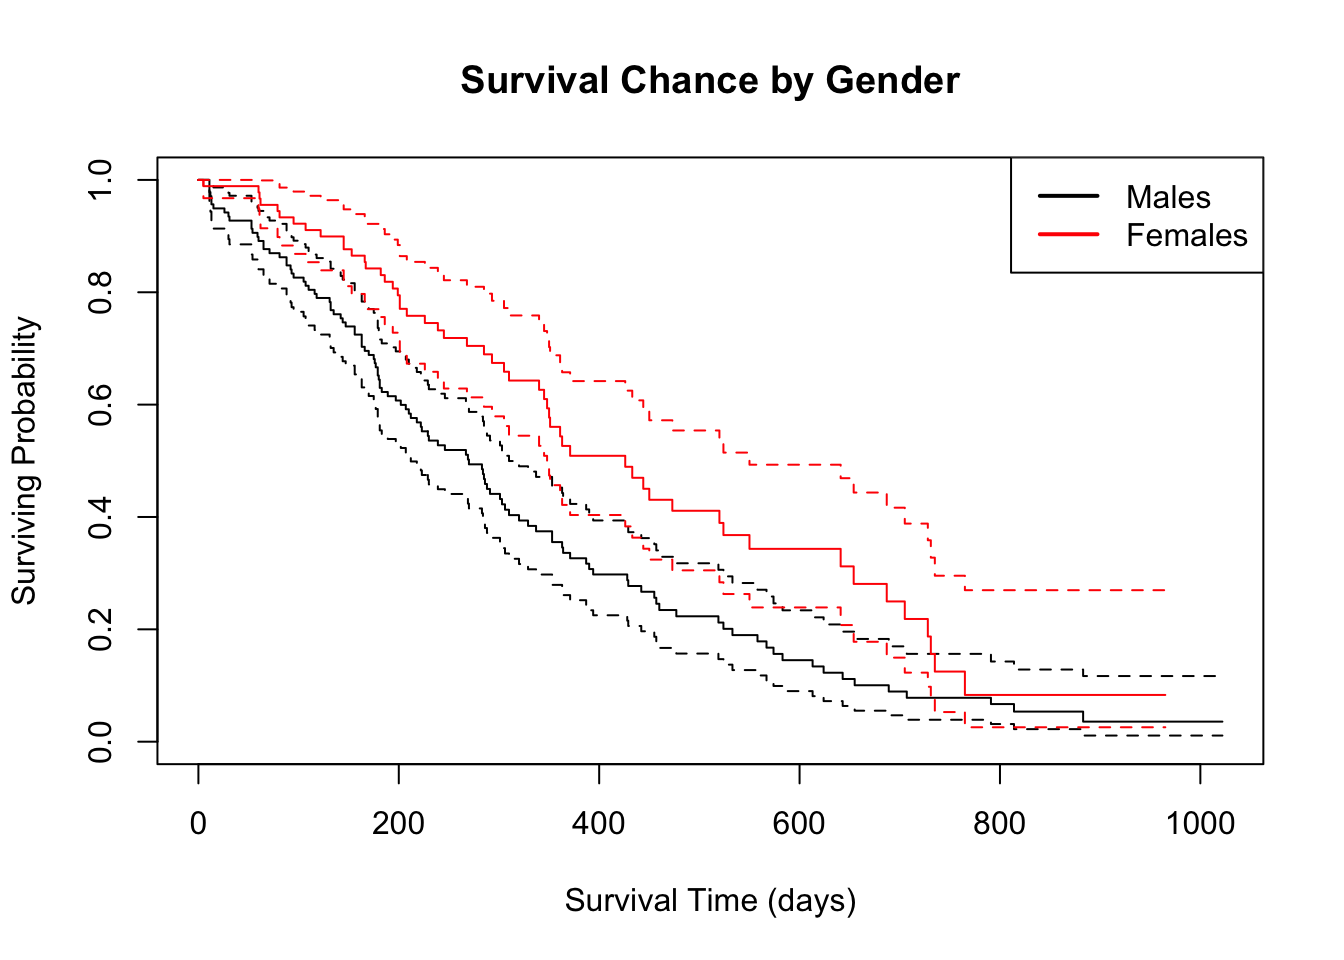 Survival Chance by Gender
Males
Females
Surviving Probability
1.0
0.8
0.6
0.4
0.2
0.0
0 200 400 600 800 1000
Survival Time (days)